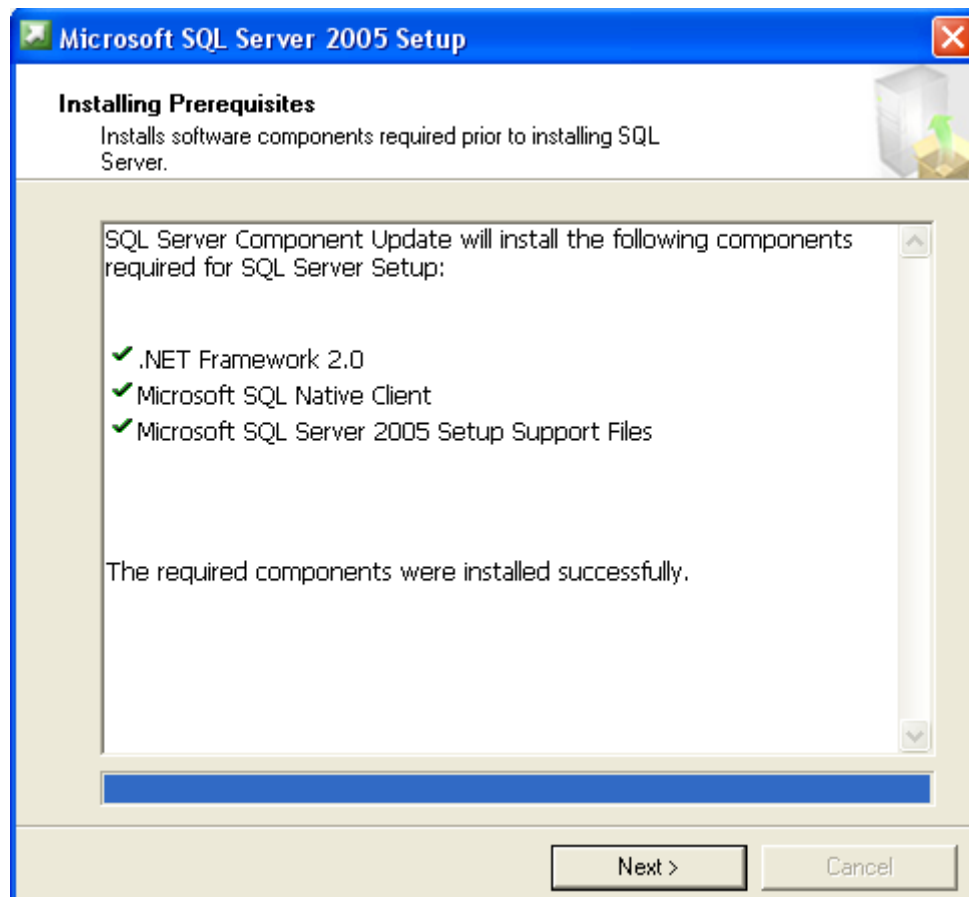 Microsoft SQL Server 2005 Setup
Installing Prerequisites
Installs software components required prior to installing SQL
Server.
SQL Server Component Update will install the following components
required for SQL Server Setup:
.NET Framework 2.0
Microsoft SQL Native Client
Microsoft SQL Server 2005 Setup Support Files
The required components were installed successfully.
Next >
Cancel